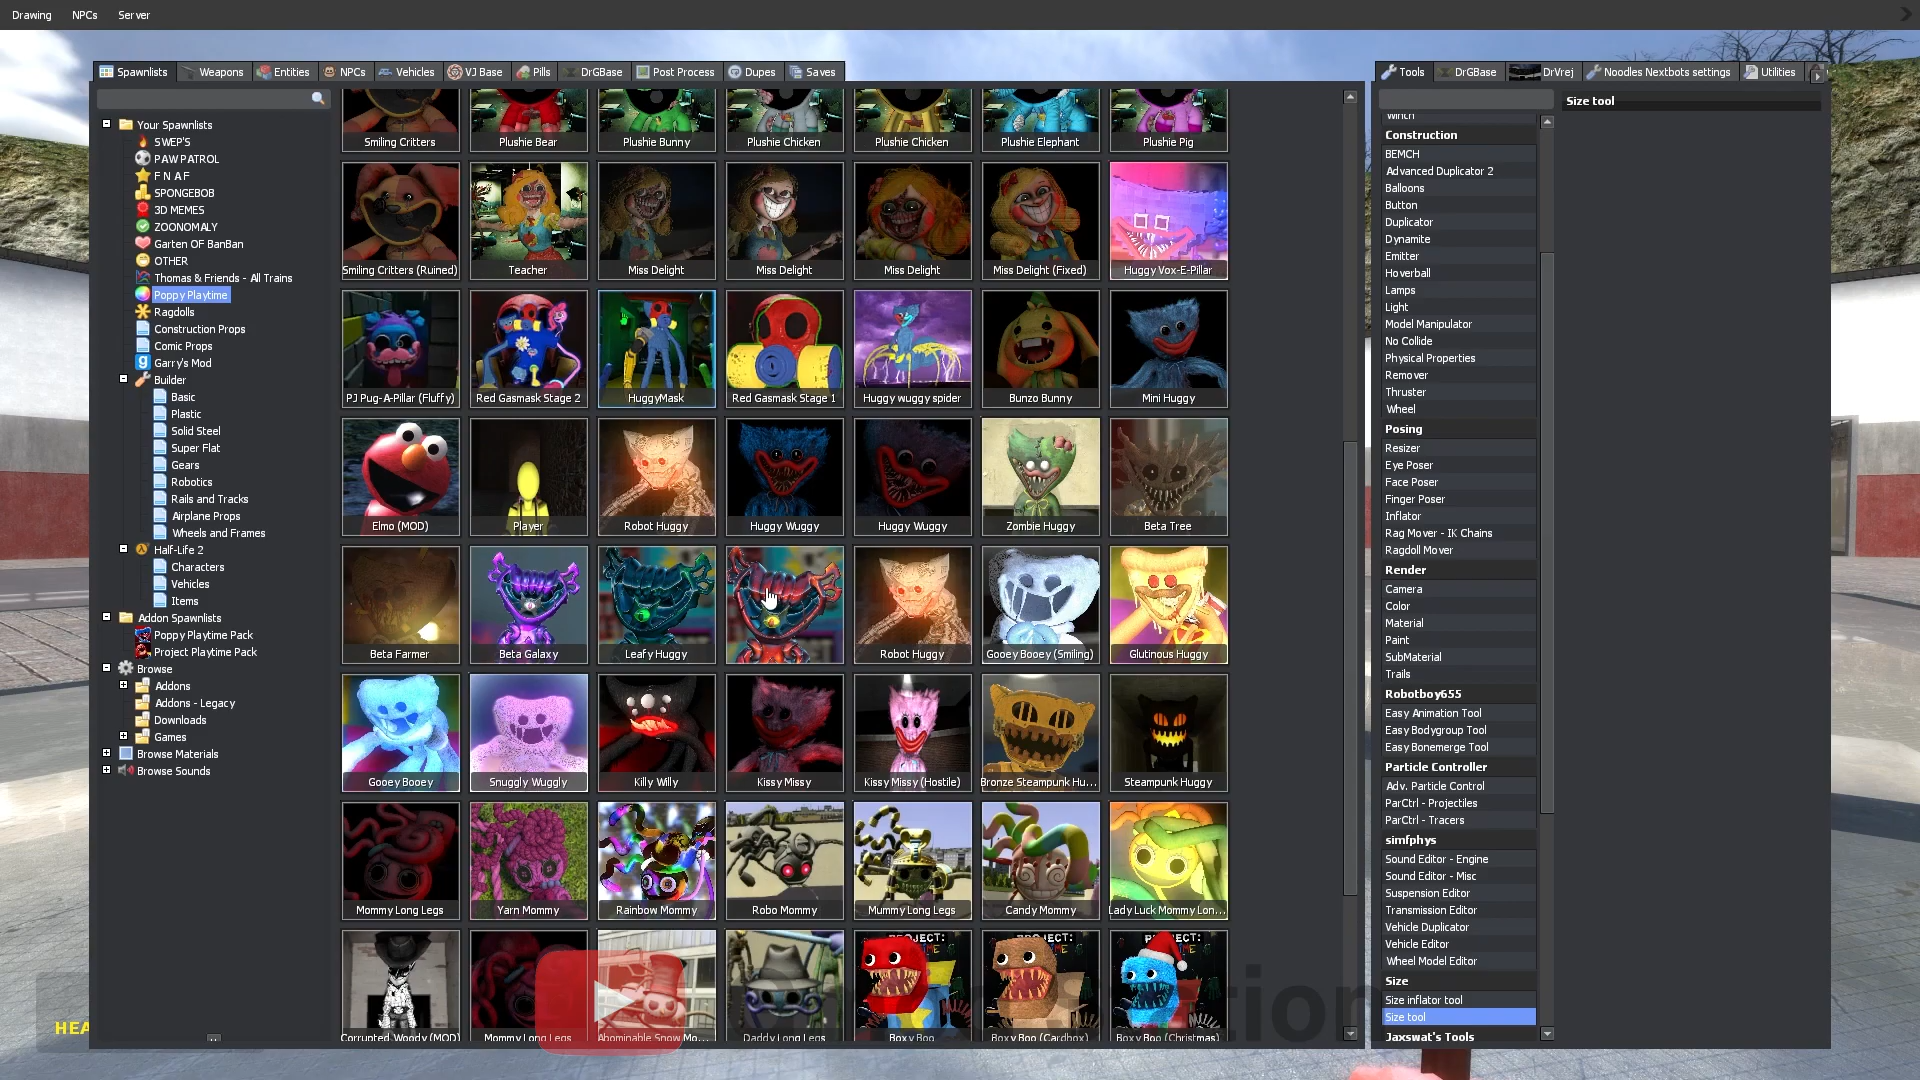 Drawing NPCs Server
Spawnlists Weapons Entities NPCs Vehicles VJ Base Pills DrGBase Post Process Dupes Saves
Your Spawnlists
SWEP'S
PAW PATROL
F N A F
SPONGEBOB
3D MEMES
ZOONOMALY
Garten OF BanBan
OTHER
Thomas & Friends - All Trains
Poppy Playtime
Ragdolls
Construction Props
Comic Props
Garry's Mod
Builder
Basic
Plastic
Solid Steel
Super Flat
Gears
Robotics
Rails and Tracks
Airplane Props
Wheels and Frames
Half-Life 2
Characters
Vehicles
Items
Addon Spawnlists
Poppy Playtime Pack
Project Playtime Pack
Browse
Addons
Addons - Legacy
Downloads
Games
Browse Materials
Browse Sounds
HEA
Smiling Critters Plushie Bear Plushie Bunny Plushie Chicken Plushie Chicken Plushie Elephant Plushie Pig
Smiling Critters (Ruined) Teacher Miss Delight Miss Delight Miss Delight Miss Delight (Fixed) Huggy Vox-E-Pillar
PJ Pug-A-Pillar (Fluffy) Red Gasmask Stage 2 HuggyMask Red Gasmask Stage 1 Huggy wuggy spider Bunzo Bunny Mini Huggy
Elmo (MOD) Player Robot Huggy Huggy Wuggy Huggy Wuggy Zombie Huggy Beta Tree
Beta Farmer Beta Galaxy Leafy Huggy Robot Huggy Gooey Booey (Smiling) Glutinous Huggy
Gooey Booey Snuggly Wuggly Killy Willy Kissy Missy Kissy Missy (Hostile) Bronze Steampunk Hu... Steampunk Huggy
Mommy Long Legs Yarn Mommy Rainbow Mommy Robo Mommy Mummy Long Legs Candy Mommy Lady Luck Mommy Lon...
Corrupted Woody (MOD) Mommy Long Legs Abominable Snow Mo... Daddy Long Legs Boxy Boo Boxy Boo (Cardbox) Boxy Boo (Christmas)
Tools DrGBase DrVrej Noodles Nextbots settings Utilities
Size tool
Winch
Construction
BEMCH
Advanced Duplicator 2
Balloons
Button
Duplicator
Dynamite
Emitter
Hoverball
Lamps
Light
Model Manipulator
No Collide
Physical Properties
Remover
Thruster
Wheel
Posing
Resizer
Eye Poser
Face Poser
Finger Poser
Inflator
Rag Mover - IK Chains
Ragdoll Mover
Render
Camera
Color
Material
Paint
SubMaterial
Trails
Robotboy655
Easy Animation Tool
Easy Bodygroup Tool
Easy Bonemerge Tool
Particle Controller
Adv. Particle Control
ParCtrl - Projectiles
ParCtrl - Tracers
simfphys
Sound Editor - Engine
Sound Editor - Misc
Suspension Editor
Transmission Editor
Vehicle Duplicator
Vehicle Editor
Wheel Model Editor
Size
Size inflator tool
Size tool
Jaxswat's Tools